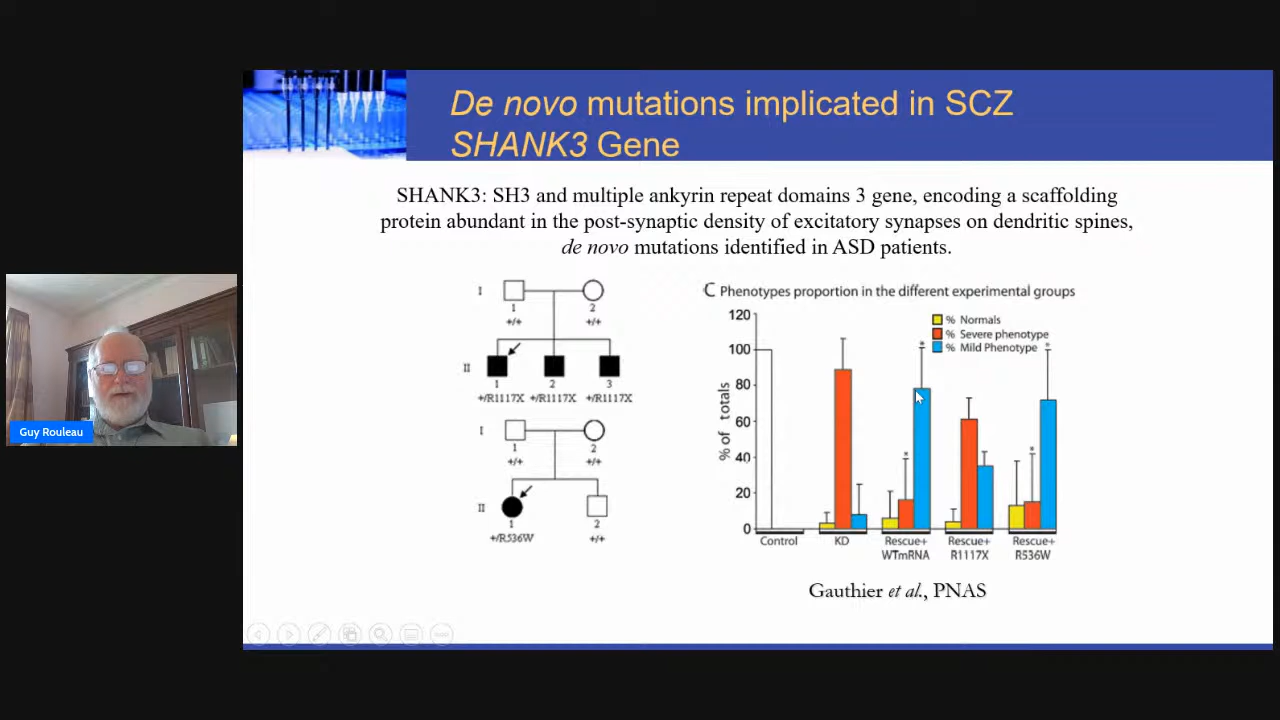 De novo mutations implicated in SCZ
SHANK3 Gene
SHANK3: SH3 and multiple ankyrin repeat domains 3 gene, encoding a scaffolding
protein abundant in the post-synaptic density of excitatory synapses on dendritic spines,
de novo mutations identified in ASD patients.
I
1
2
+/+
+/+
II
1
2
3
+/R1117X
+/R1117X
+/R1117X
I
1
2
+/+
+/+
II
1
2
+/R536W
+/+
C Phenotypes proportion in the different experimental groups
% Normals
% Severe phenotype
% Mild Phenotype
% of totals
120
100
80
60
40
20
0
*
*
*
*
Control
KD
Rescue+
WTmRNA
Rescue+
R1117X
Rescue+
R536W
Gauthier et al., PNAS
Guy Rouleau